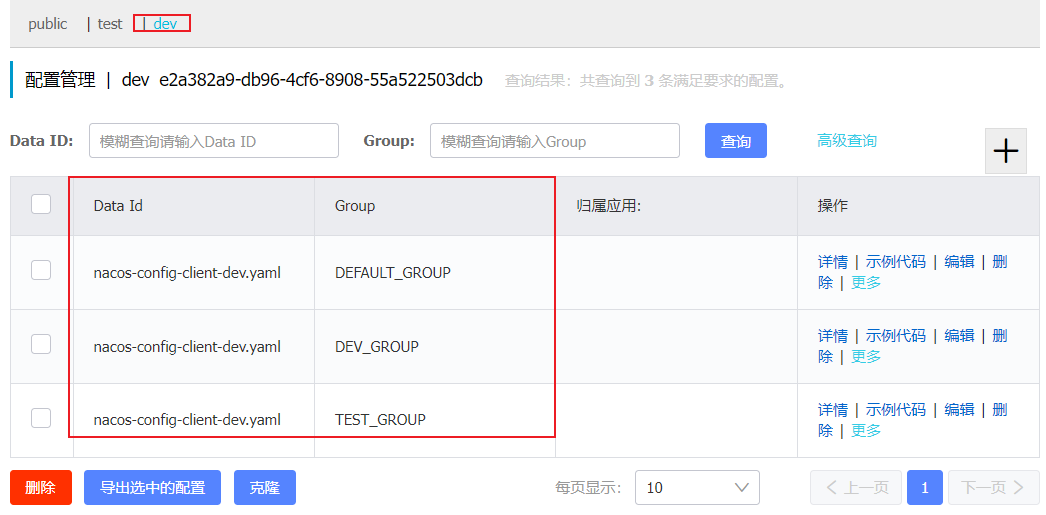 public | test | dev
配置管理 | dev e2a382a9-db96-4cf6-8908-55a522503dcb 查询结果：共查询到 3 条满足要求的配置。
Data ID: 模糊查询请输入Data ID Group: 模糊查询请输入Group 查询 高级查询
Data Id Group 归属应用: 操作
nacos-config-client-dev.yaml DEFAULT_GROUP 详情 | 示例代码 | 编辑 | 删
除 | 更多
nacos-config-client-dev.yaml DEV_GROUP 详情 | 示例代码 | 编辑 | 删
除 | 更多
nacos-config-client-dev.yaml TEST_GROUP 详情 | 示例代码 | 编辑 | 删
除 | 更多
删除 导出选中的配置 克隆 每页显示: 10 上一页 1 下一页